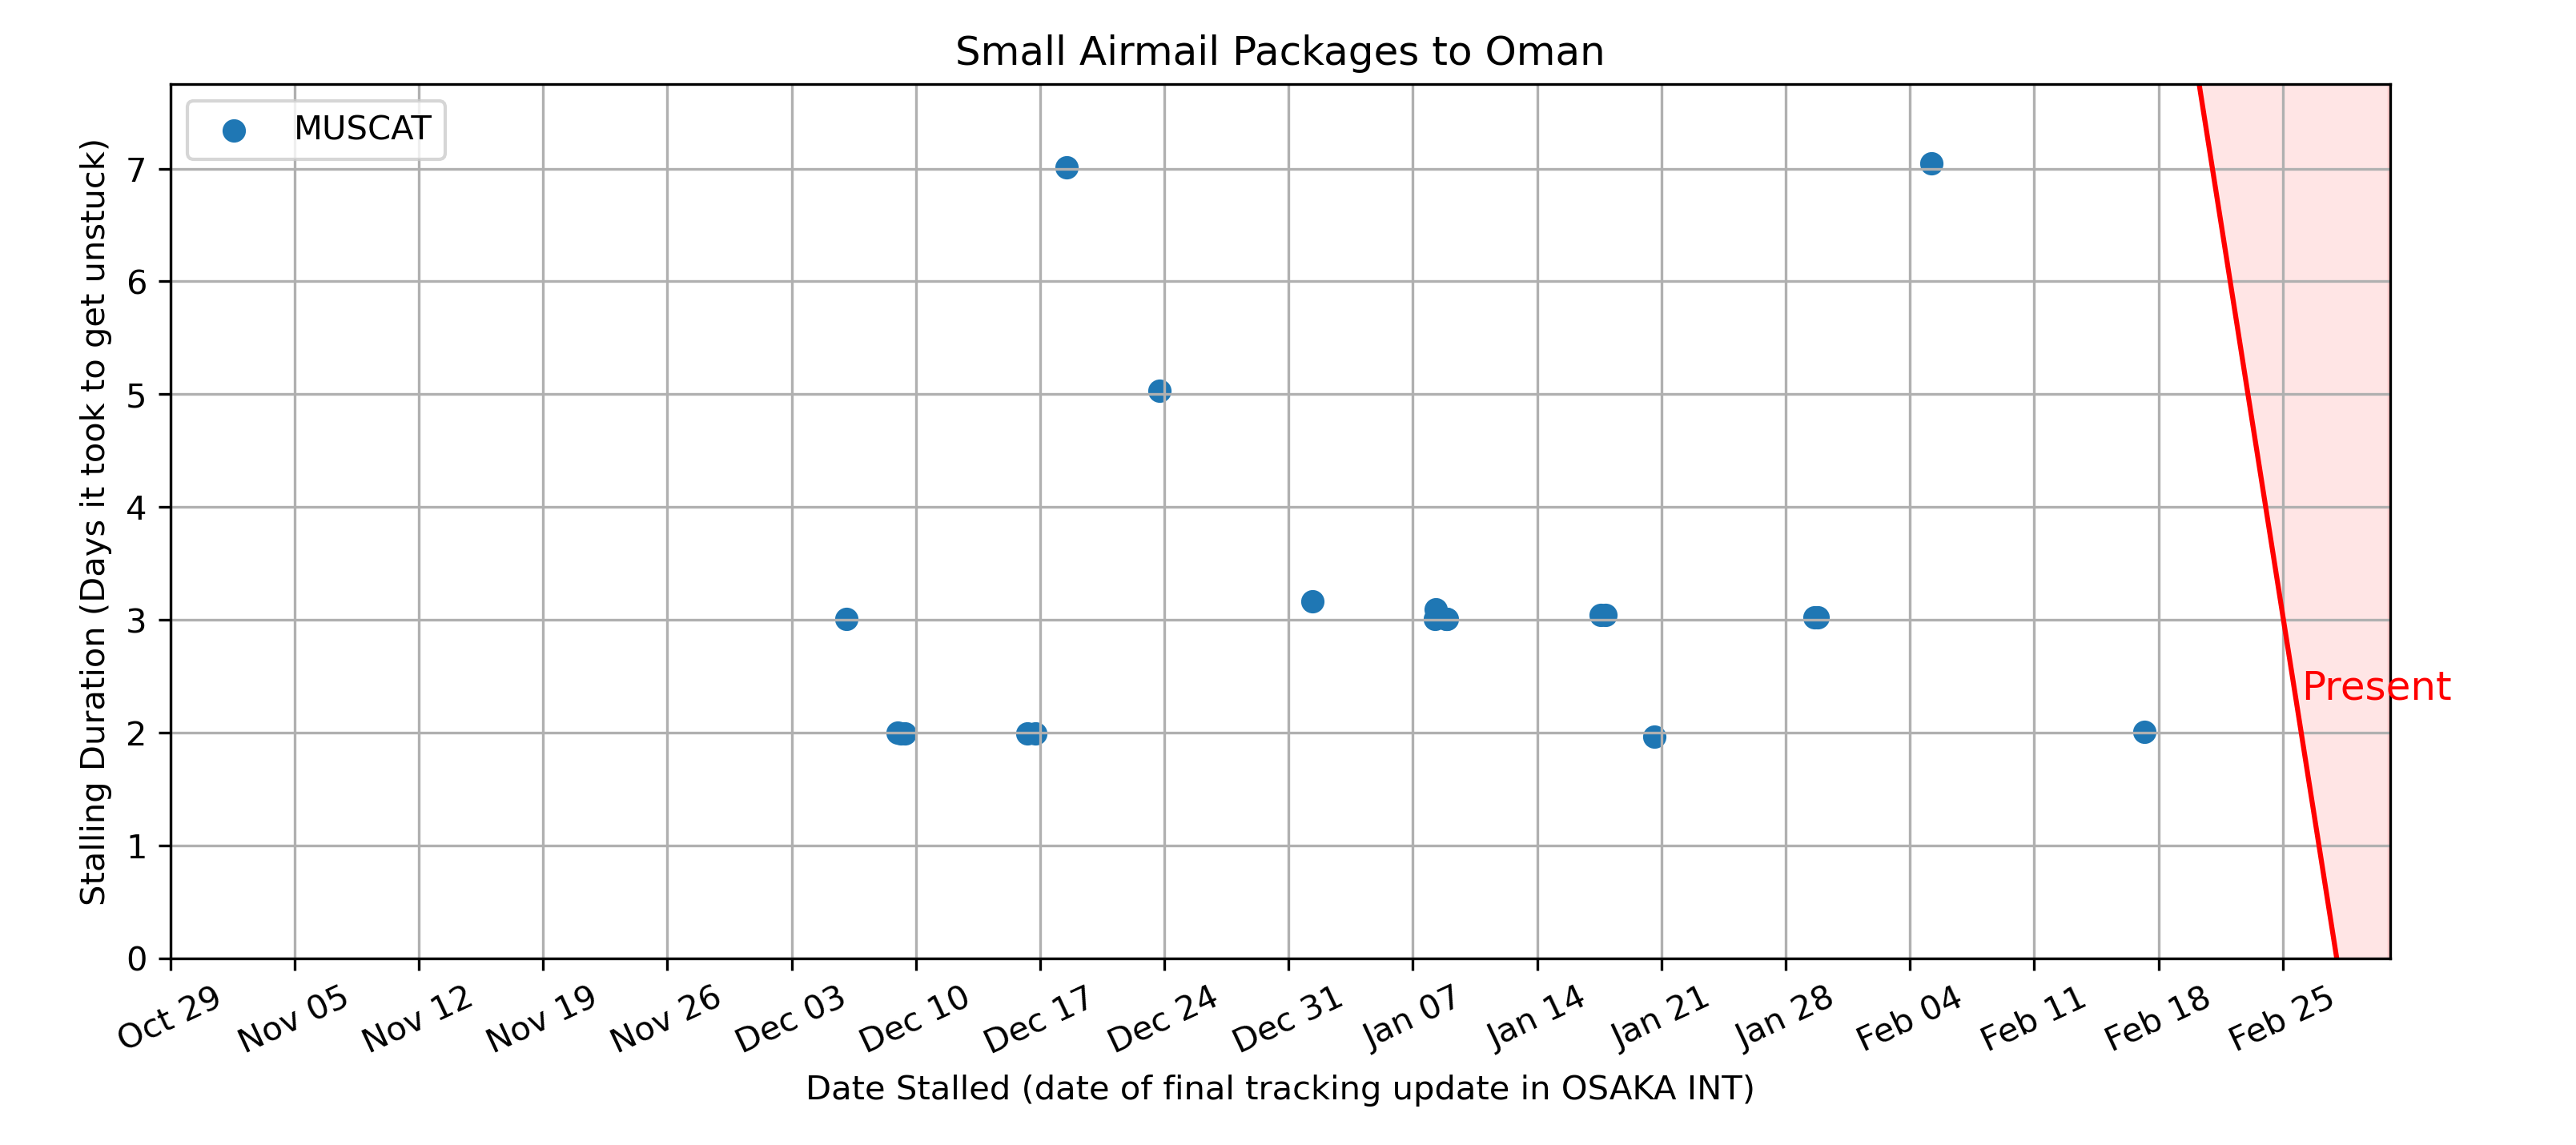 Small Airmail Packages to Oman
MUSCAT
Stalling Duration (Days it took to get unstuck)
7
6
5
4
3
2
1
0
Present
Oct 29 Nov 05 Nov 12 Nov 19 Nov 26 Dec 03 Dec 10 Dec 17 Dec 24 Dec 31 Jan 07 Jan 14 Jan 21 Jan 28 Feb 04 Feb 11 Feb 18 Feb 25
Date Stalled (date of final tracking update in OSAKA INT)